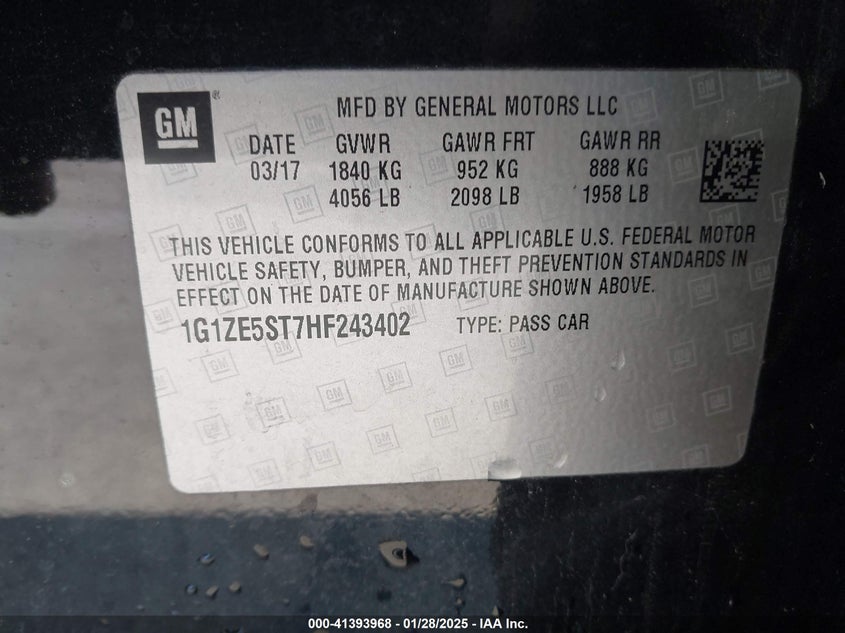 GM ®
MFD BY GENERAL MOTORS LLC
DATE GVWR GAWR FRT GAWR RR
03/17 1840 KG 952 KG 888 KG
4056 LB 2098 LB 1958 LB
THIS VEHICLE CONFORMS TO ALL APPLICABLE U.S. FEDERAL MOTOR
VEHICLE SAFETY, BUMPER, AND THEFT PREVENTION STANDARDS IN
EFFECT ON THE DATE OF MANUFACTURE SHOWN ABOVE.
1G1ZE5ST7HF243402 TYPE: PASS CAR
000-41393968 - 01/28/2025 - IAA Inc.